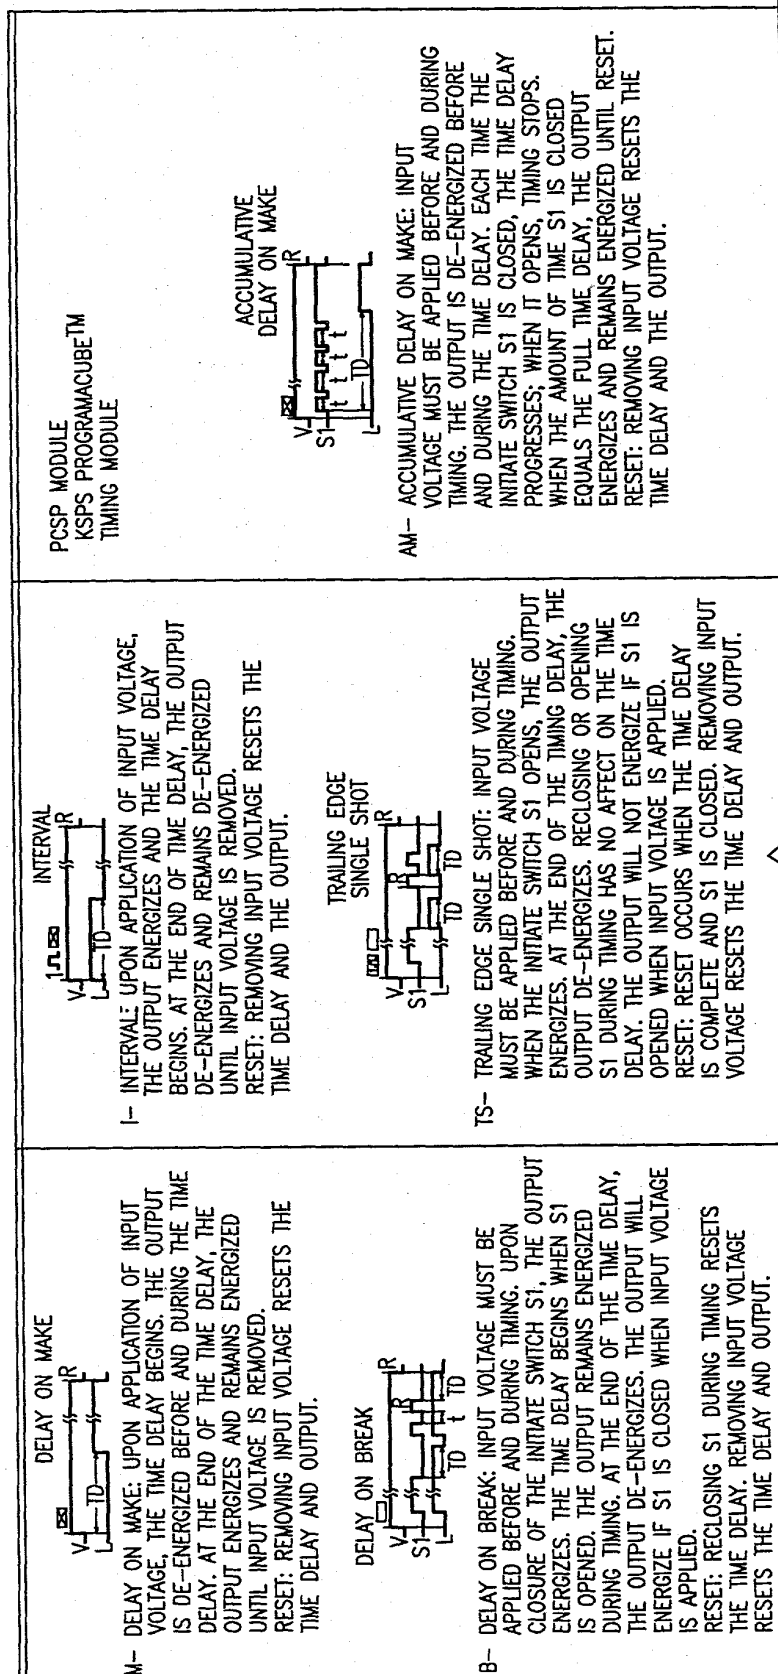 DELAY ON MAKE
V
L
TD
R
M– DELAY ON MAKE: UPON APPLICATION OF INPUT
VOLTAGE, THE TIME DELAY BEGINS. THE OUTPUT
IS DE–ENERGIZED BEFORE AND DURING THE TIME
DELAY. AT THE END OF THE TIME DELAY, THE
OUTPUT ENERGIZES AND REMAINS ENERGIZED
UNTIL INPUT VOLTAGE IS REMOVED.
RESET: REMOVING INPUT VOLTAGE RESETS THE
TIME DELAY AND OUTPUT.
DELAY ON BREAK
V
S1
L
R
R
TD
t
TD
B– DELAY ON BREAK: INPUT VOLTAGE MUST BE
APPLIED BEFORE AND DURING TIMING. UPON
CLOSURE OF THE INITIATE SWITCH S1, THE OUTPUT
ENERGIZES. THE TIME DELAY BEGINS WHEN S1
IS OPENED. THE OUTPUT REMAINS ENERGIZED
DURING TIMING. AT THE END OF THE TIME DELAY,
THE OUTPUT DE–ENERGIZES. THE OUTPUT WILL
ENERGIZE IF S1 IS CLOSED WHEN INPUT VOLTAGE
IS APPLIED.
RESET: RECLOSING S1 DURING TIMING RESETS
THE TIME DELAY. REMOVING INPUT VOLTAGE
RESETS THE TIME DELAY AND OUTPUT.
INTERVAL
1
V
L
TD
R
I– INTERVAL: UPON APPLICATION OF INPUT VOLTAGE,
THE OUTPUT ENERGIZES AND THE TIME DELAY
BEGINS. AT THE END OF TIME DELAY, THE OUTPUT
DE–ENERGIZES AND REMAINS DE–ENERGIZED
UNTIL INPUT VOLTAGE IS REMOVED.
RESET: REMOVING INPUT VOLTAGE RESETS THE
TIME DELAY AND THE OUTPUT.
TRAILING EDGE
SINGLE SHOT
V
S1
L
R
R
TD
TD
TS– TRAILING EDGE SINGLE SHOT: INPUT VOLTAGE
MUST BE APPLIED BEFORE AND DURING TIMING.
WHEN THE INITIATE SWITCH S1 OPENS, THE OUTPUT
ENERGIZES. AT THE END OF THE TIMING DELAY, THE
OUTPUT DE–ENERGIZES. RECLOSING OR OPENING
S1 DURING TIMING HAS NO AFFECT ON THE TIME
DELAY. THE OUTPUT WILL NOT ENERGIZE IF S1 IS
OPENED WHEN INPUT VOLTAGE IS APPLIED.
RESET: RESET OCCURS WHEN THE TIME DELAY
IS COMPLETE AND S1 IS CLOSED. REMOVING INPUT
VOLTAGE RESETS THE TIME DELAY AND OUTPUT.
PCSP MODULE
KSPS PROGRAMACUBE™
TIMING MODULE
ACCUMULATIVE
DELAY ON MAKE
V
S1
L
R
t t t t
TD
AM– ACCUMULATIVE DELAY ON MAKE: INPUT
VOLTAGE MUST BE APPLIED BEFORE AND DURING
TIMING. THE OUTPUT IS DE–ENERGIZED BEFORE
AND DURING THE TIME DELAY. EACH TIME THE
INITIATE SWITCH S1 IS CLOSED, THE TIME DELAY
PROGRESSES; WHEN IT OPENS, TIMING STOPS.
WHEN THE AMOUNT OF TIME S1 IS CLOSED
EQUALS THE FULL TIME DELAY, THE OUTPUT
ENERGIZES AND REMAINS ENERGIZED UNTIL RESET.
RESET: REMOVING INPUT VOLTAGE RESETS THE
TIME DELAY AND THE OUTPUT.